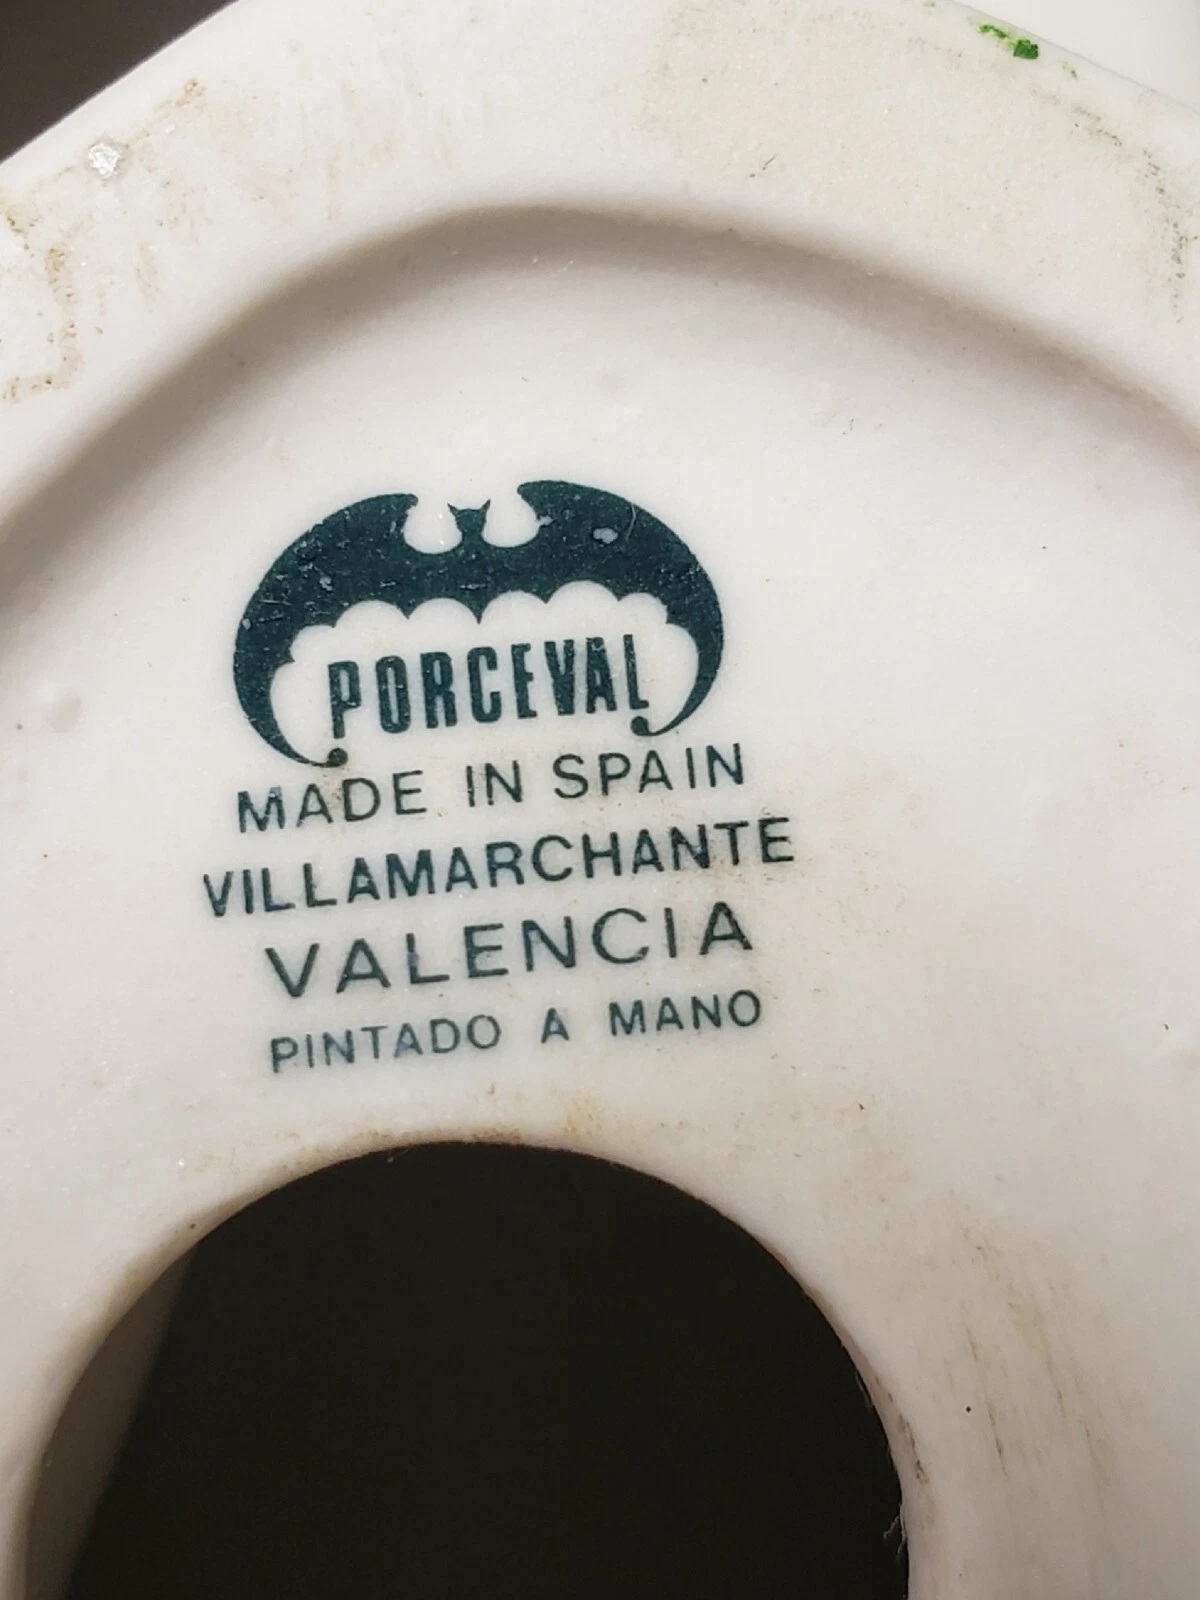 PORCEVAL
MADE IN SPAIN
VILLAMARCHANTE
VALENCIA
PINTADO A MANO